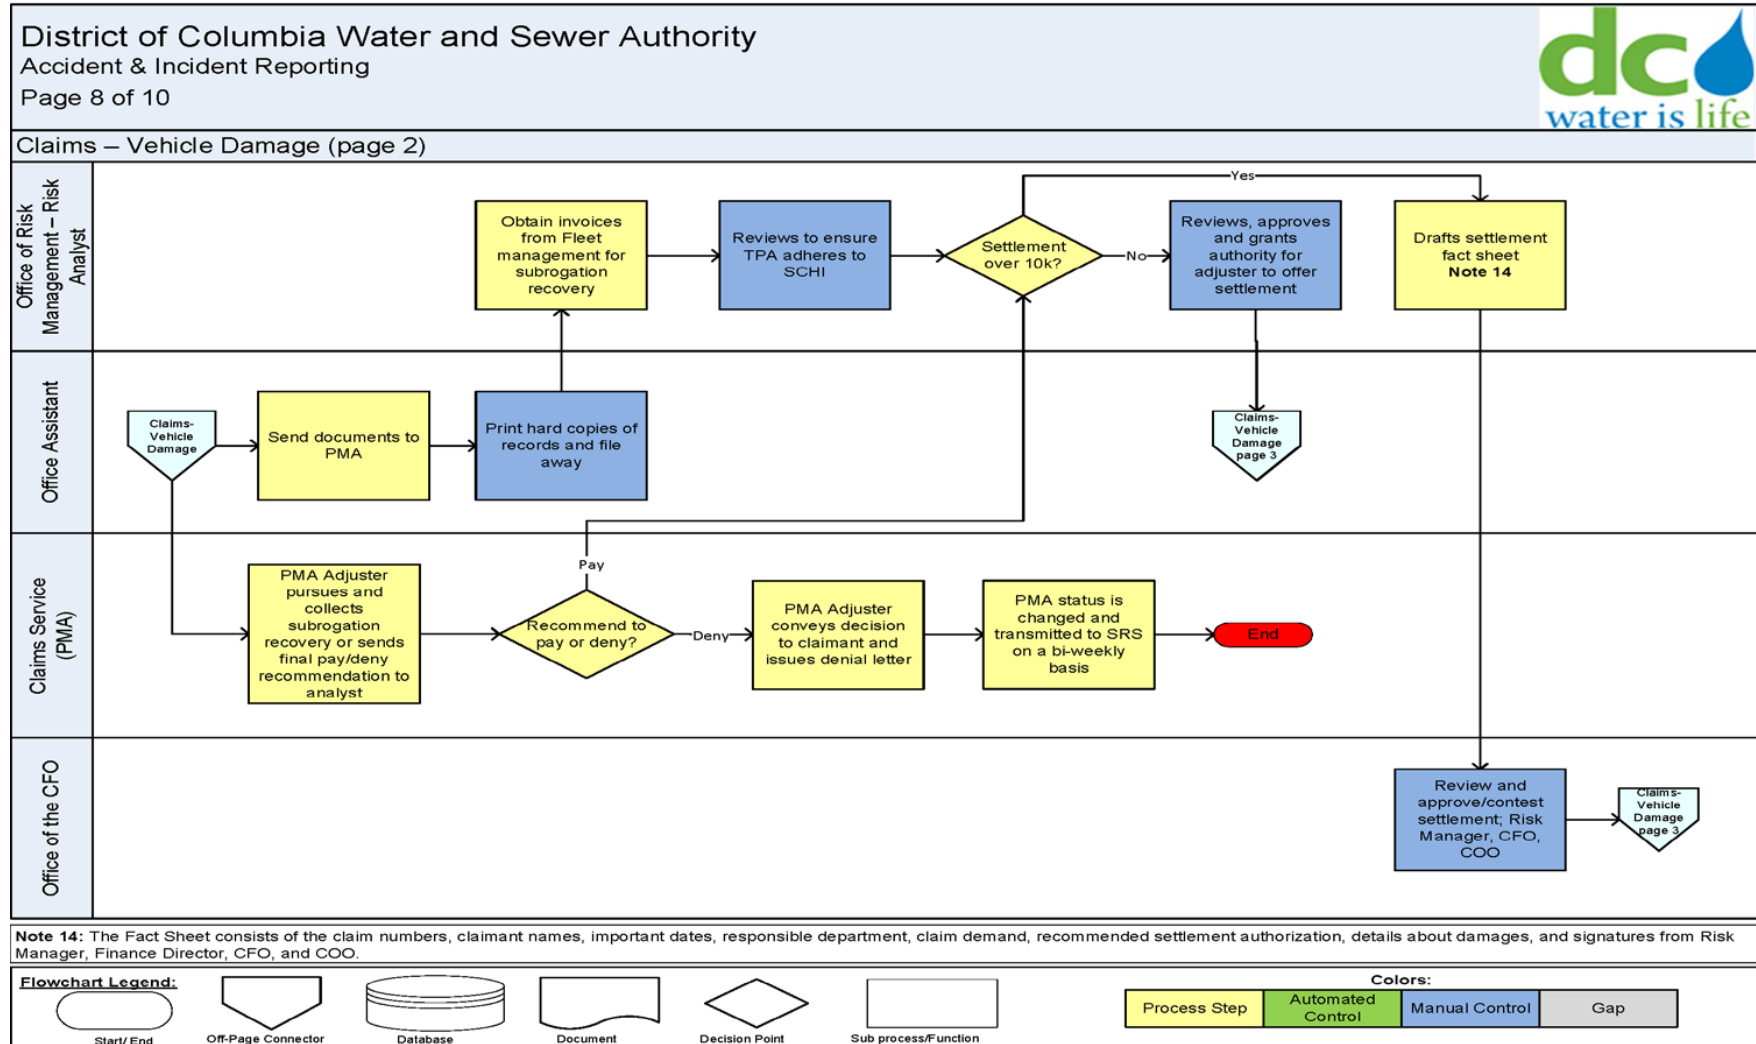 District of Columbia Water and Sewer Authority
Accident & Incident Reporting
Page 8 of 10
dc
water is life
Claims – Vehicle Damage (page 2)
Office of Risk
Management – Risk
Analyst
Obtain invoices
from Fleet
management for
subrogation
recovery
Reviews to ensure
TPA adheres to
SCHI
Settlement
over 10k?
Yes
No
Reviews, approves
and grants
authority for
adjuster to offer
settlement
Drafts settlement
fact sheet
Note 14
Office Assistant
Claims-
Vehicle
Damage
Send documents to
PMA
Print hard copies of
records and file
away
Claims-
Vehicle
Damage
page 3
Claims Service
(PMA)
PMA Adjuster
pursues and
collects
subrogation
recovery or sends
final pay/deny
recommendation to
analyst
Pay
Recommend to
pay or deny?
Deny
PMA Adjuster
conveys decision
to claimant and
issues denial letter
PMA status is
changed and
transmitted to SRS
on a bi-weekly
basis
End
Office of the CFO
Review and
approve/contest
settlement; Risk
Manager, CFO,
COO
Claims-
Vehicle
Damage
page 3
Note 14: The Fact Sheet consists of the claim numbers, claimant names, important dates, responsible department, claim demand, recommended settlement authorization, details about damages, and signatures from Risk
Manager, Finance Director, CFO, and COO.
Flowchart Legend:
Start/ End
Off-Page Connector
Database
Document
Decision Point
Sub process/Function
Colors:
Process Step
Automated
Control
Manual Control
Gap